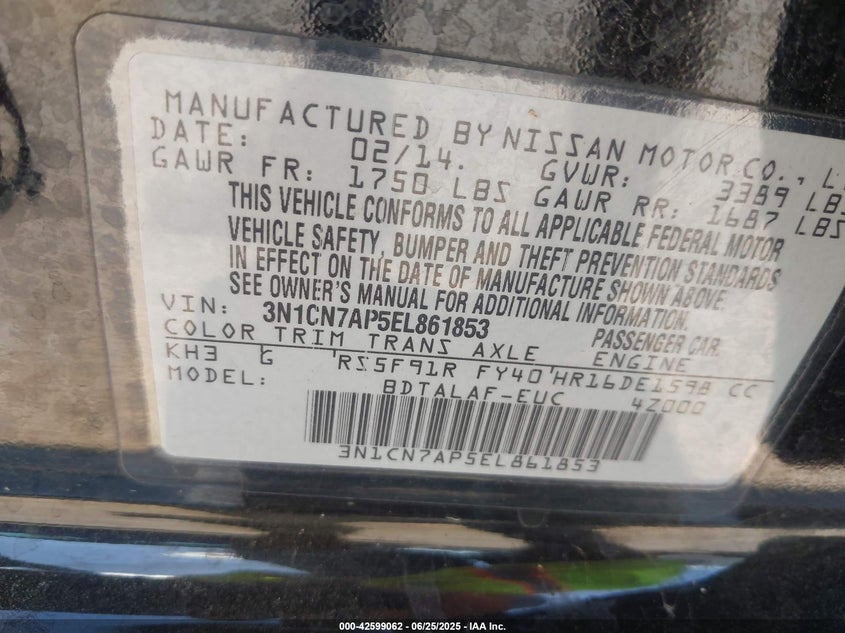 MANUFACTURED BY NISSAN MOTOR CO.,
DATE: 02/14. GVWR: 3389 LBS
GAWR FR: 1750 LBS GAWR RR: 1687 LBS
THIS VEHICLE CONFORMS TO ALL APPLICABLE FEDERAL MOTOR
VEHICLE SAFETY, BUMPER AND THEFT PREVENTION STANDARDS
IN EFFECT ON THE DATE OF MANUFACTURE SHOWN ABOVE.
SEE OWNER'S MANUAL FOR ADDITIONAL INFORMATION.
VIN: 3N1CN7AP5EL861853 PASSENGER CAR
COLOR TRIM TRANS AXLE ENGINE
KH3 G RS5F91R FY40 HR16DE1598 CC
MODEL: BDTALAF-EUC 4Z000
3N1CN7AP5EL861853
000-42599062 - 06/25/2025 - IAA Inc.